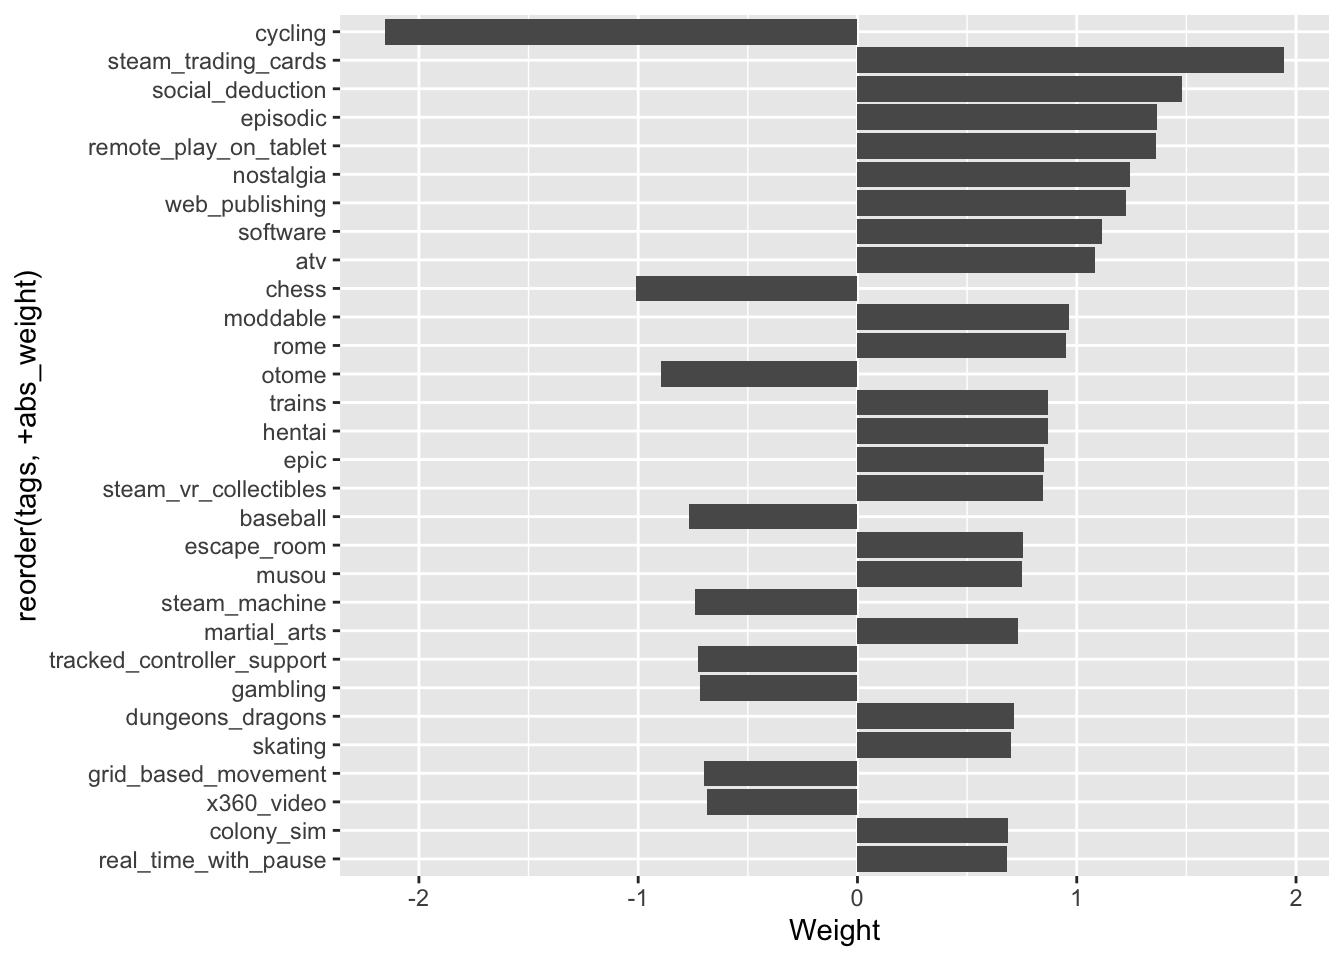 cycling
steam_trading_cards
social_deduction
episodic
remote_play_on_tablet
nostalgia
web_publishing
software
atv
chess
moddable
rome
otome
trains
hentai
epic
steam_vr_collectibles
baseball
escape_room
musou
steam_machine
martial_arts
tracked_controller_support
gambling
dungeons_dragons
skating
grid_based_movement
x360_video
colony_sim
real_time_with_pause
reorder(tags, +abs_weight)
-2 -1 0 1 2
Weight